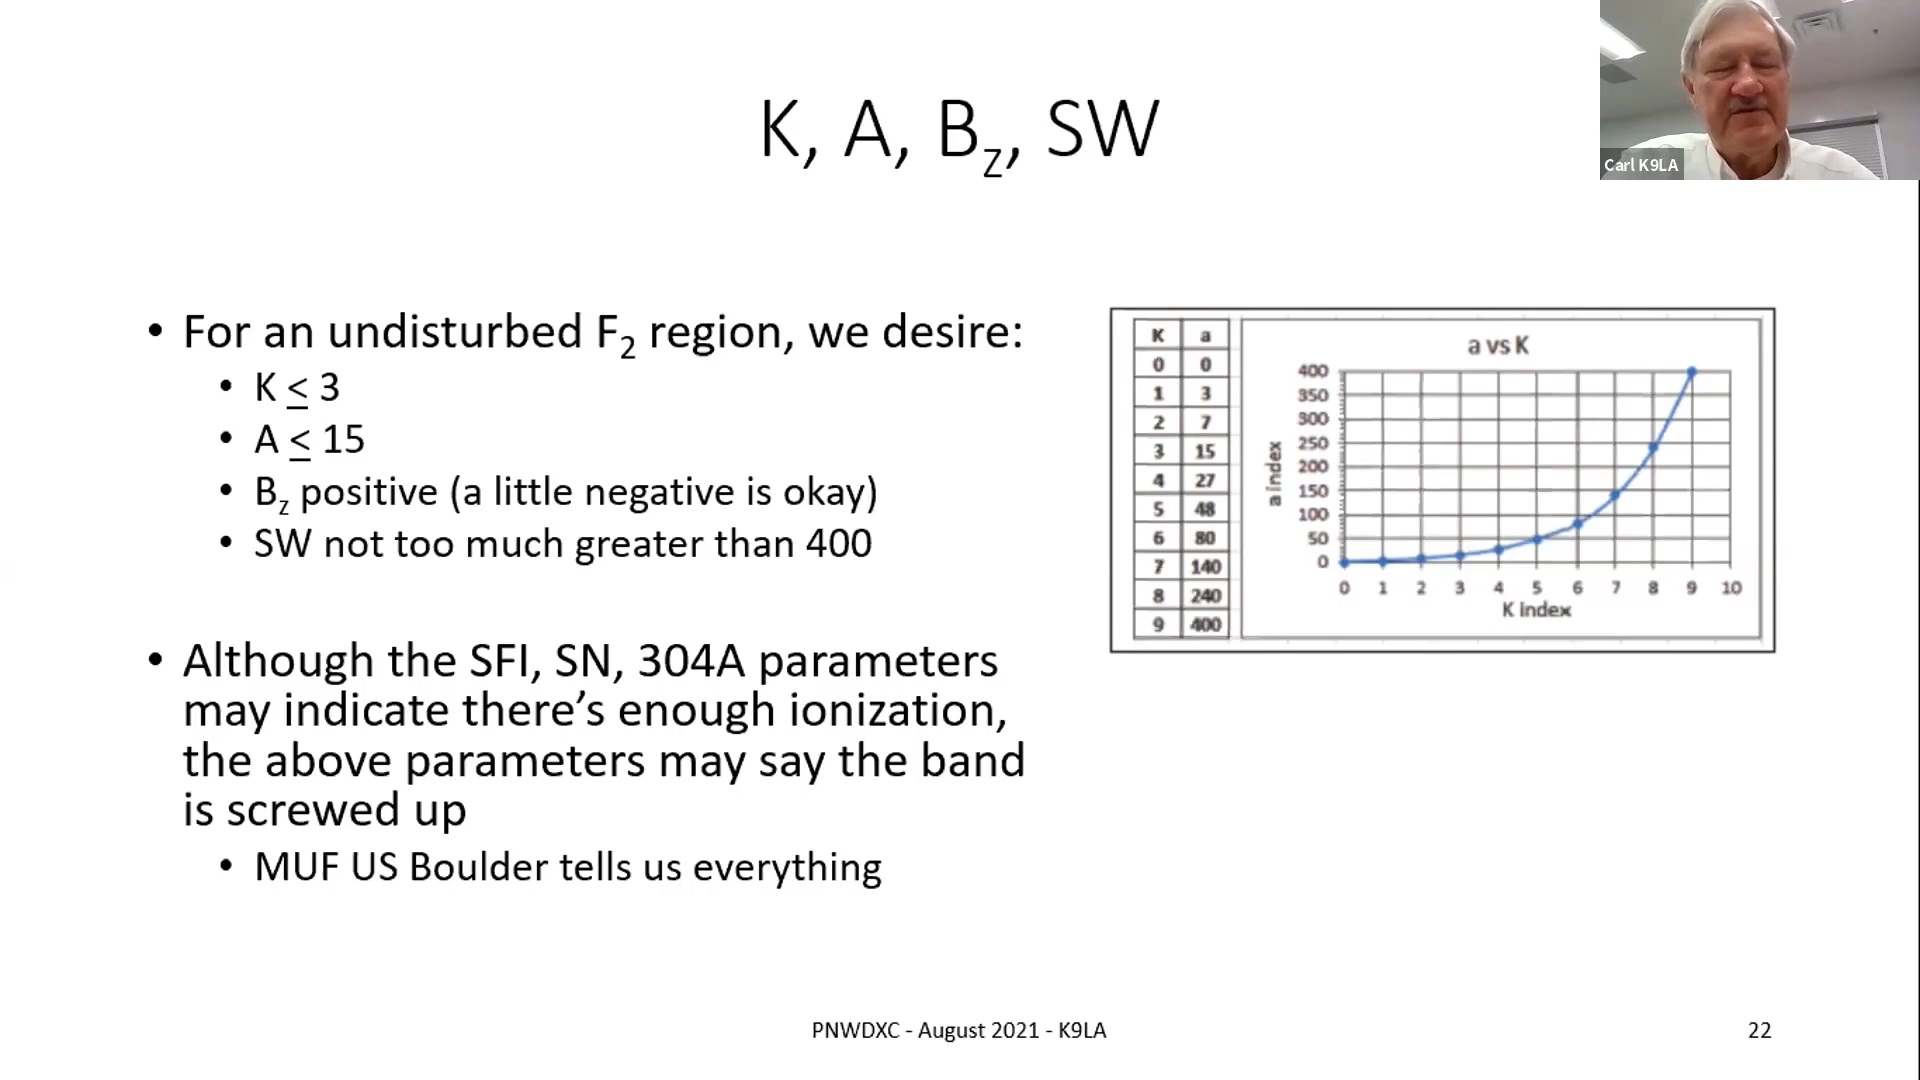 K, A, Bz, SW
Carl K9LA
• For an undisturbed F2 region, we desire:
• K ≤ 3
• A ≤ 15
• Bz positive (a little negative is okay)
• SW not too much greater than 400
• Although the SFI, SN, 304A parameters
may indicate there’s enough ionization,
the above parameters may say the band
is screwed up
• MUF US Boulder tells us everything
K a
0 0
1 3
2 7
3 15
4 27
5 48
6 80
7 140
8 240
9 400
a vs K
400
350
300
250
200
150
100
50
0
a index
0 1 2 3 4 5 6 7 8 9 10
K index
PNWDXC - August 2021 - K9LA
22